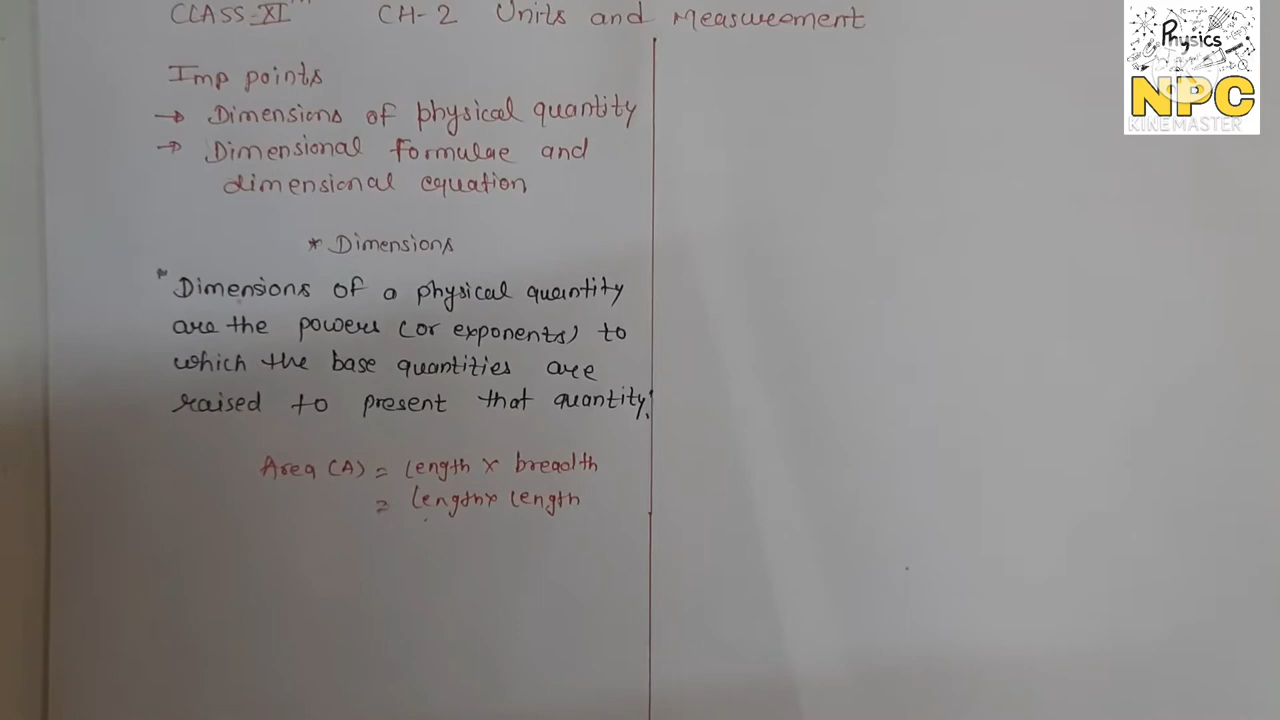 CLASS-XI CH-2 Units and Measurement
Imp points
→ Dimensions of physical quantity
→ Dimensional formulae and
dimensional equation
* Dimensions
" Dimensions of a physical quantity
are the powers (or exponents) to
which the base quantities are
raised to present that quantity.
Area (A) = Length × breadth
= Length × Length
Physics
NPC
KINEMASTER